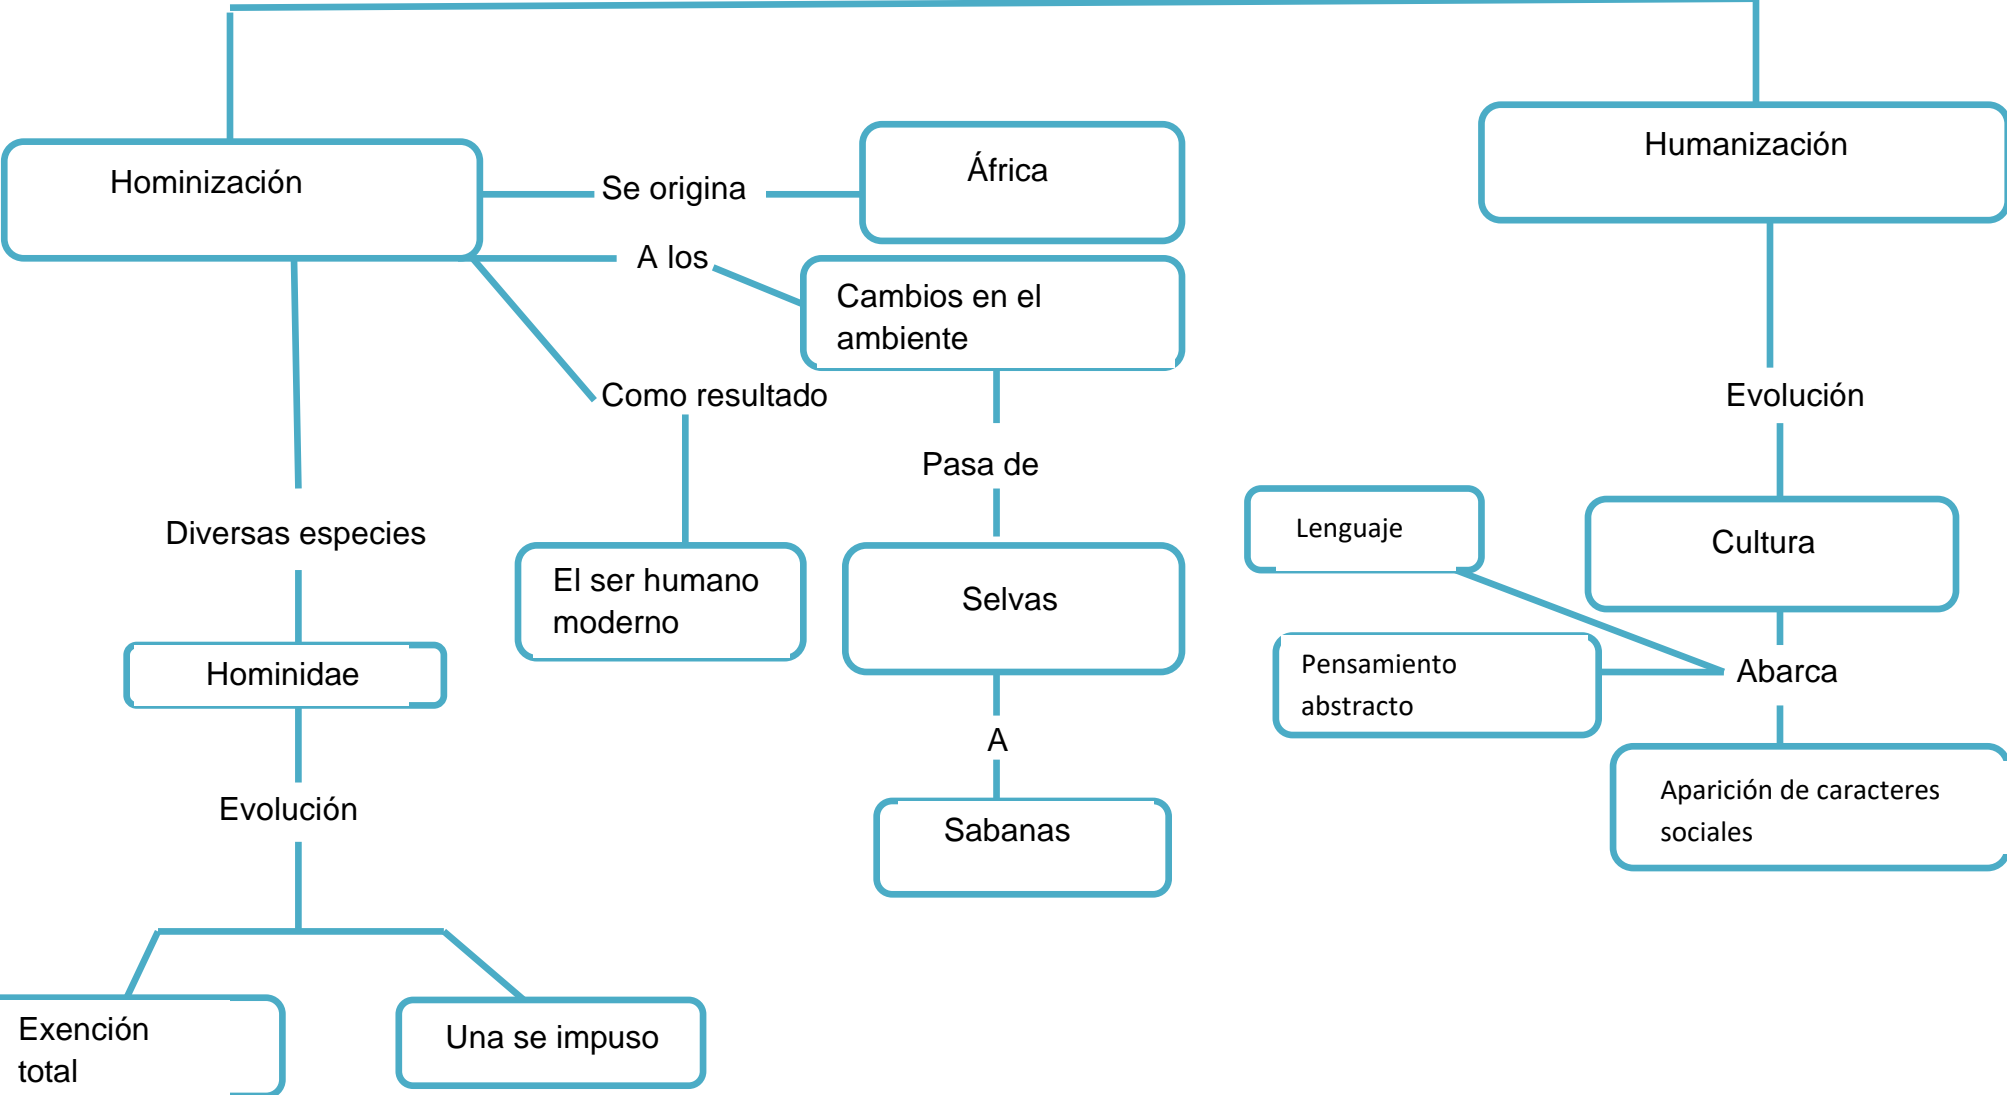 Hominización
Se origina
África
Humanización
A los
Cambios en el
ambiente
Como resultado
Evolución
Pasa de
Diversas especies
El ser humano
moderno
Selvas
Lenguaje
Cultura
Hominidae
Pensamiento
abstracto
Abarca
A
Evolución
Sabanas
Aparición de caracteres
sociales
Exención
total
Una se impuso